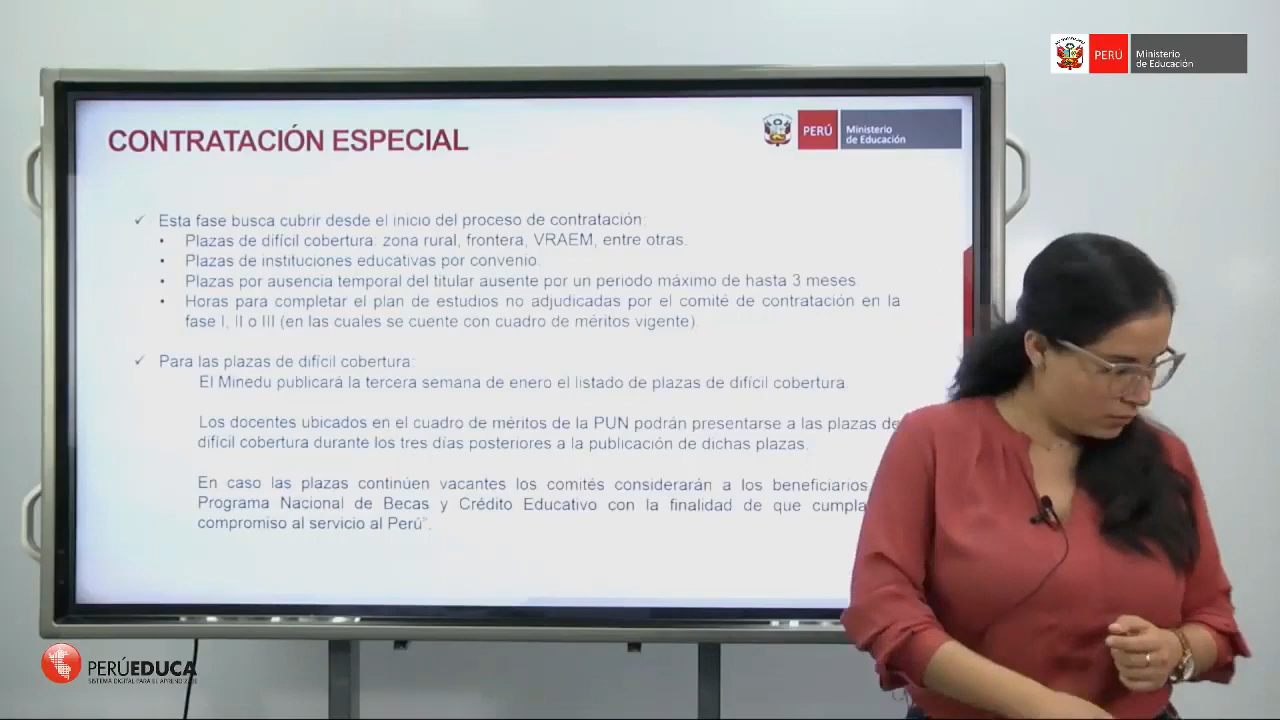 PERÚ
Ministerio
de Educación
CONTRATACIÓN ESPECIAL
PERÚ
Ministerio
de Educación
✓ Esta fase busca cubrir desde el inicio del proceso de contratación:
• Plazas de difícil cobertura: zona rural, frontera, VRAEM, entre otras.
• Plazas de instituciones educativas por convenio.
• Plazas por ausencia temporal del titular ausente por un periodo máximo de hasta 3 meses.
• Horas para completar el plan de estudios no adjudicadas por el comité de contratación en la
fase I, II o III (en las cuales se cuente con cuadro de méritos vigente).
✓ Para las plazas de difícil cobertura:
El Minedu publicará la tercera semana de enero el listado de plazas de difícil cobertura.
Los docentes ubicados en el cuadro de méritos de la PUN podrán presentarse a las plazas de
difícil cobertura durante los tres días posteriores a la publicación de dichas plazas.
En caso las plazas continúen vacantes los comités considerarán a los beneficiarios
Programa Nacional de Becas y Crédito Educativo con la finalidad de que cumpla
compromiso al servicio al Perú”.
PERÚEDUCA
SISTEMA DIGITAL PARA EL APRENDIZAJE